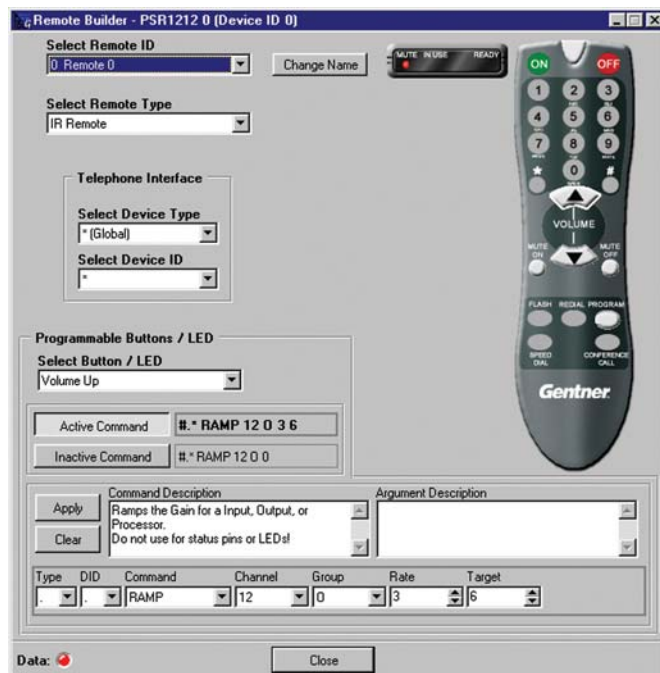 Remote Builder - PSR1212 0 (Device ID 0)
Select Remote ID
0 Remote 0
Change Name
MUTE IN USE READY
Select Remote Type
IR Remote
ON OFF
1 2 3
4 5 6
7 8 9
* 0 #
VOLUME
MUTE ON
MUTE OFF
FLASH REDIAL PROGRAM
SPEED DIAL
CONFERENCE CALL
Gentner
Telephone Interface
Select Device Type
* (Global)
Select Device ID
*
Programmable Buttons / LED
Select Button / LED
Volume Up
Active Command #.* RAMP 12 O 3 6
Inactive Command #.* RAMP 12 O 0
Apply
Clear
Command Description
Ramps the Gain for a Input, Output, or
Processor.
Do not use for status pins or LEDs!
Argument Description
Type DID Command Channel Group Rate Target
. . RAMP 12 O 3 6
Data:
Close